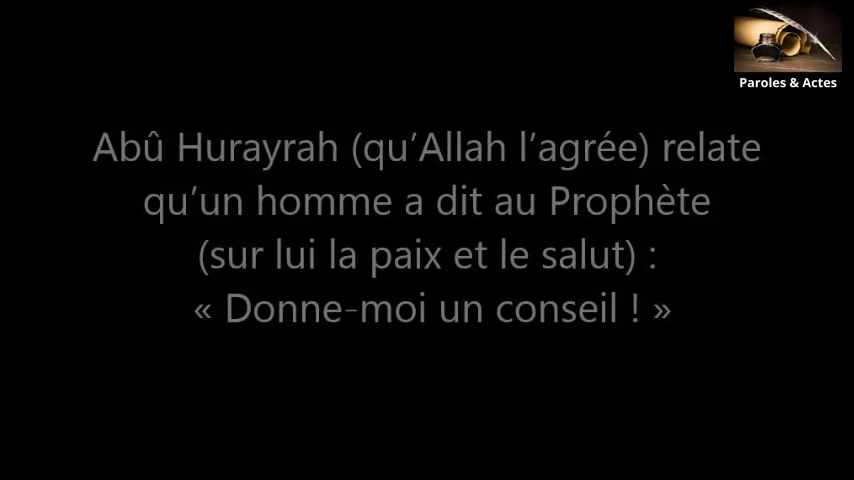 Paroles & Actes
Abû Hurayrah (qu’Allah l’agrée) relate
qu’un homme a dit au Prophète
(sur lui la paix et le salut) :
« Donne-moi un conseil ! »